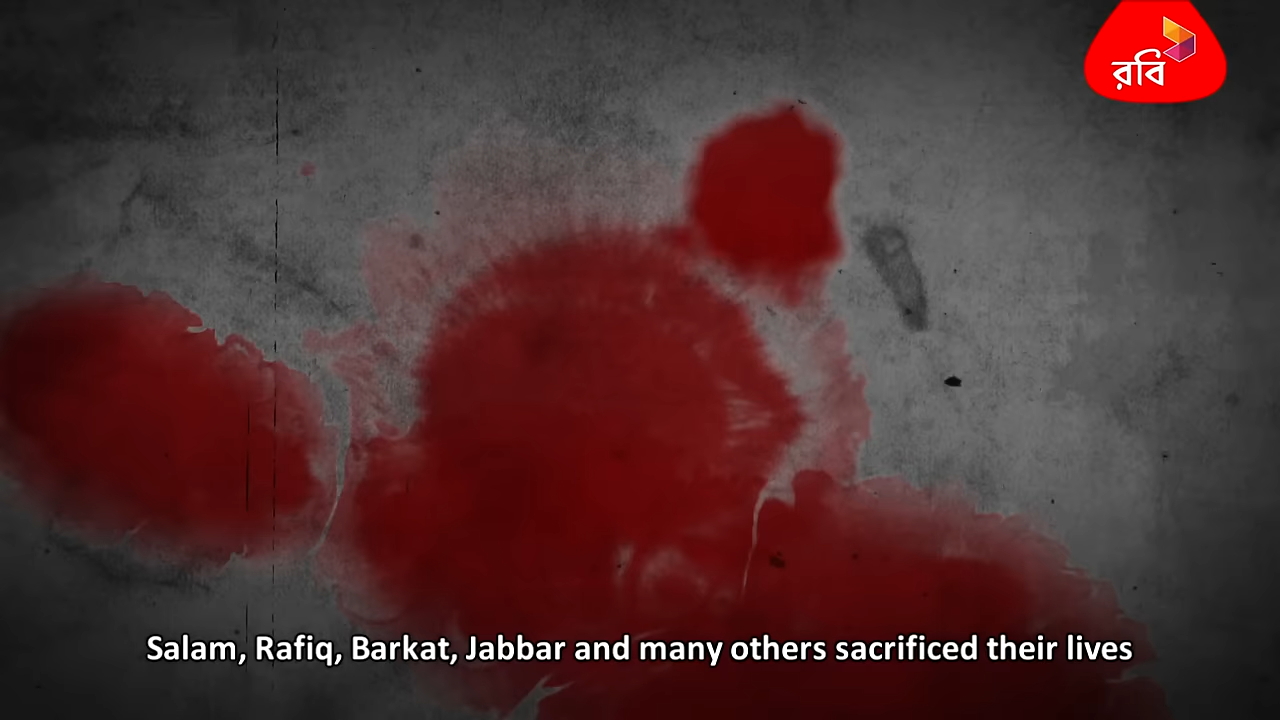 রবি
Salam, Rafiq, Barkat, Jabbar and many others sacrificed their lives